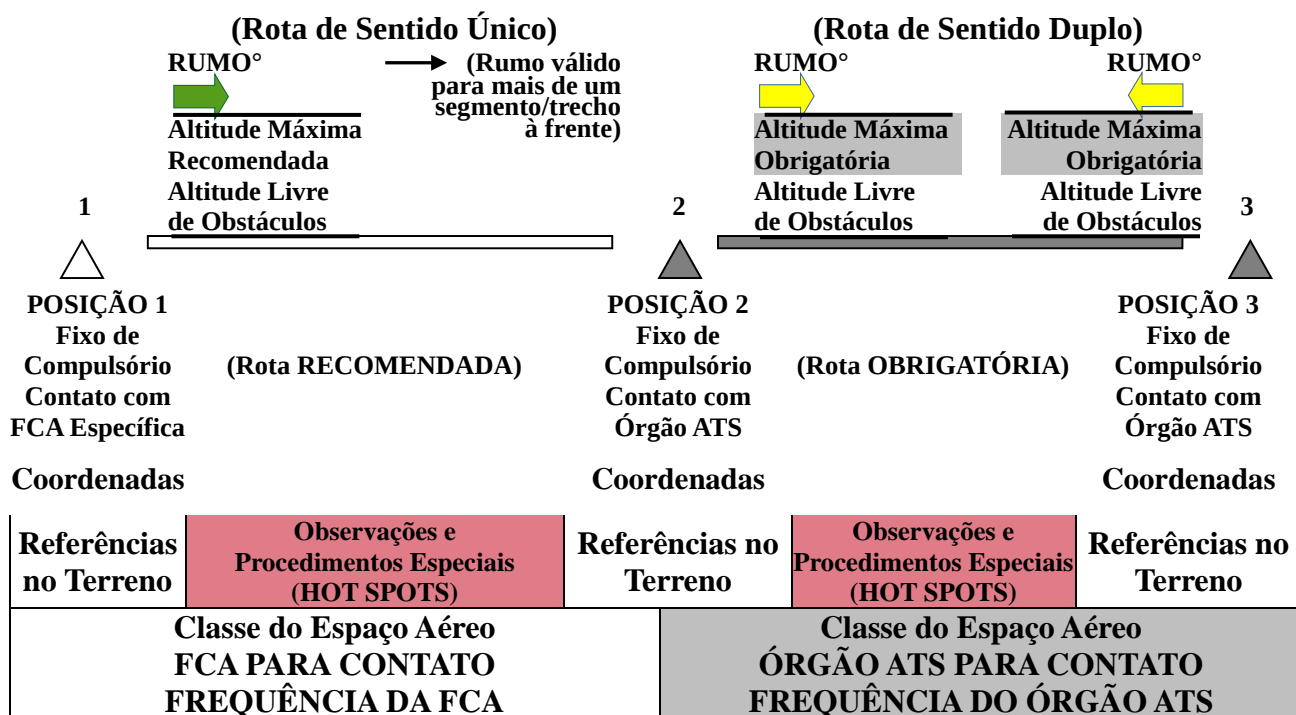 (Rota de Sentido Único)
RUMO°
(Rumo válido
para mais de um
segmento/trecho
à frente)
Altitude Máxima
Recomendada
Altitude Livre
de Obstáculos
(Rota de Sentido Duplo)
RUMO°
RUMO°
Altitude Máxima
Obrigatória
Altitude Livre
de Obstáculos
Altitude Máxima
Obrigatória
Altitude Livre
de Obstáculos
1
2
3
POSIÇÃO 1
Fixo de
Compulsório
Contato com
FCA Específica
(Rota RECOMENDADA)
POSIÇÃO 2
Fixo de
Compulsório
Contato com
Órgão ATS
(Rota OBRIGATÓRIA)
POSIÇÃO 3
Fixo de
Compulsório
Contato com
Órgão ATS
Coordenadas
Coordenadas
Coordenadas
Referências
no Terreno
Observações e
Procedimentos Especiais
(HOT SPOTS)
Referências no
Terreno
Observações e
Procedimentos Especiais
(HOT SPOTS)
Referências no
Terreno
Classe do Espaço Aéreo
FCA PARA CONTATO
FREQUÊNCIA DA FCA
Classe do Espaço Aéreo
ÓRGÃO ATS PARA CONTATO
FREQUÊNCIA DO ÓRGÃO ATS